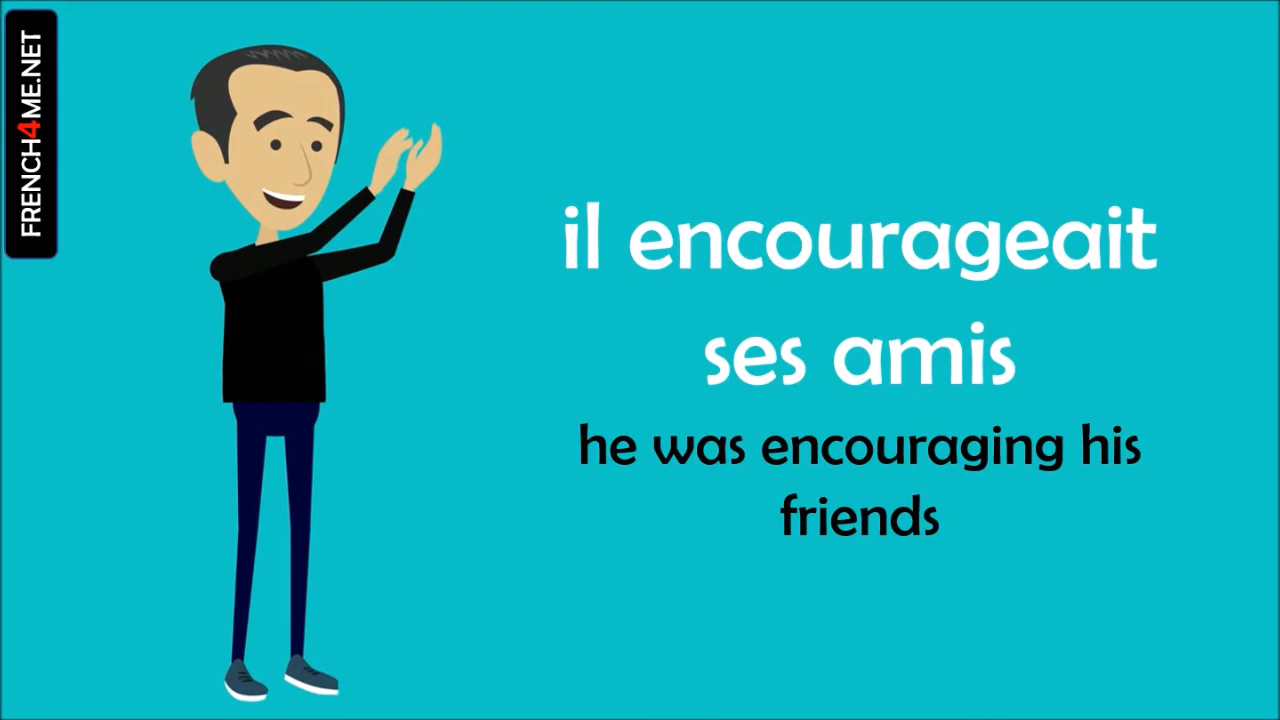 FRENCH4ME.NET
il encourageait
ses amis
he was encouraging his
friends